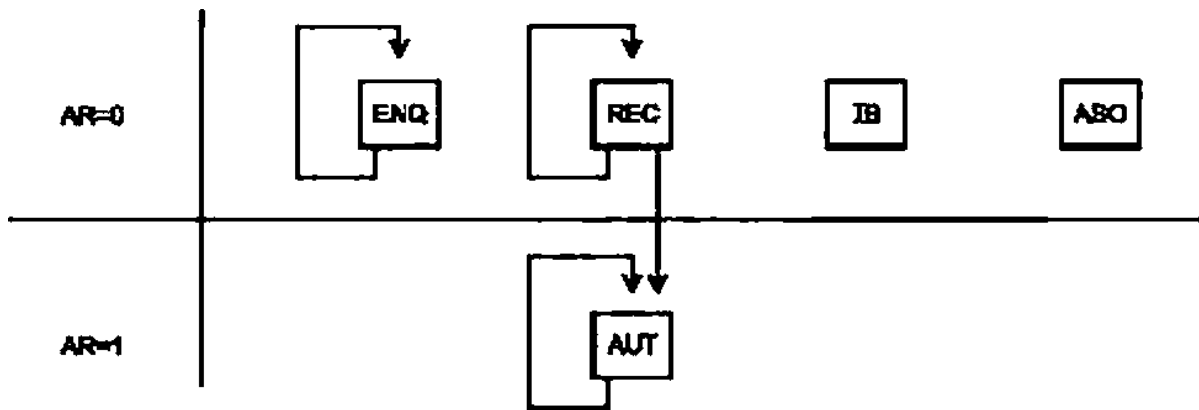 AR=0
ENQ
REC
IB
ASO
AR=1
AUT